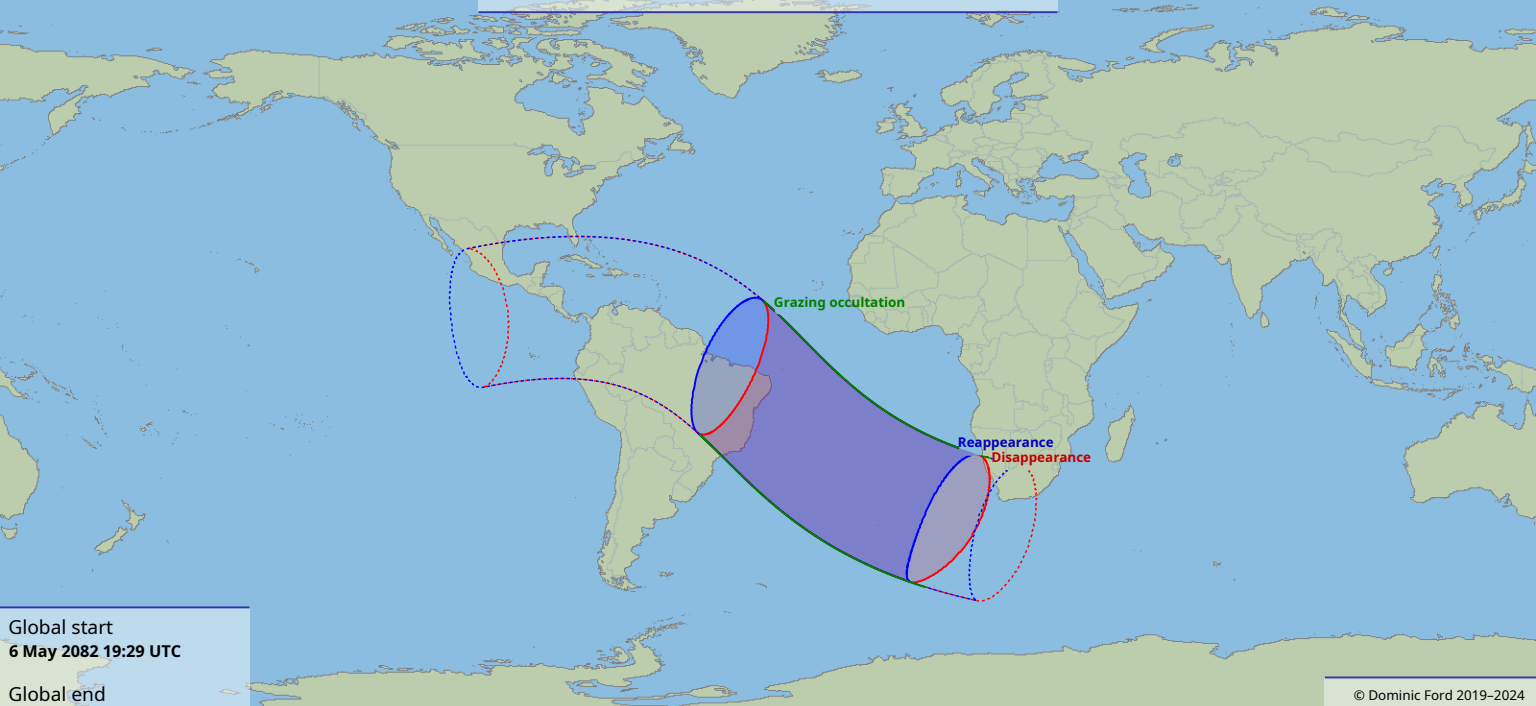 Grazing occultation
Reappearance
Disappearance
Global start
6 May 2082 19:29 UTC
Global end
© Dominic Ford 2019–2024